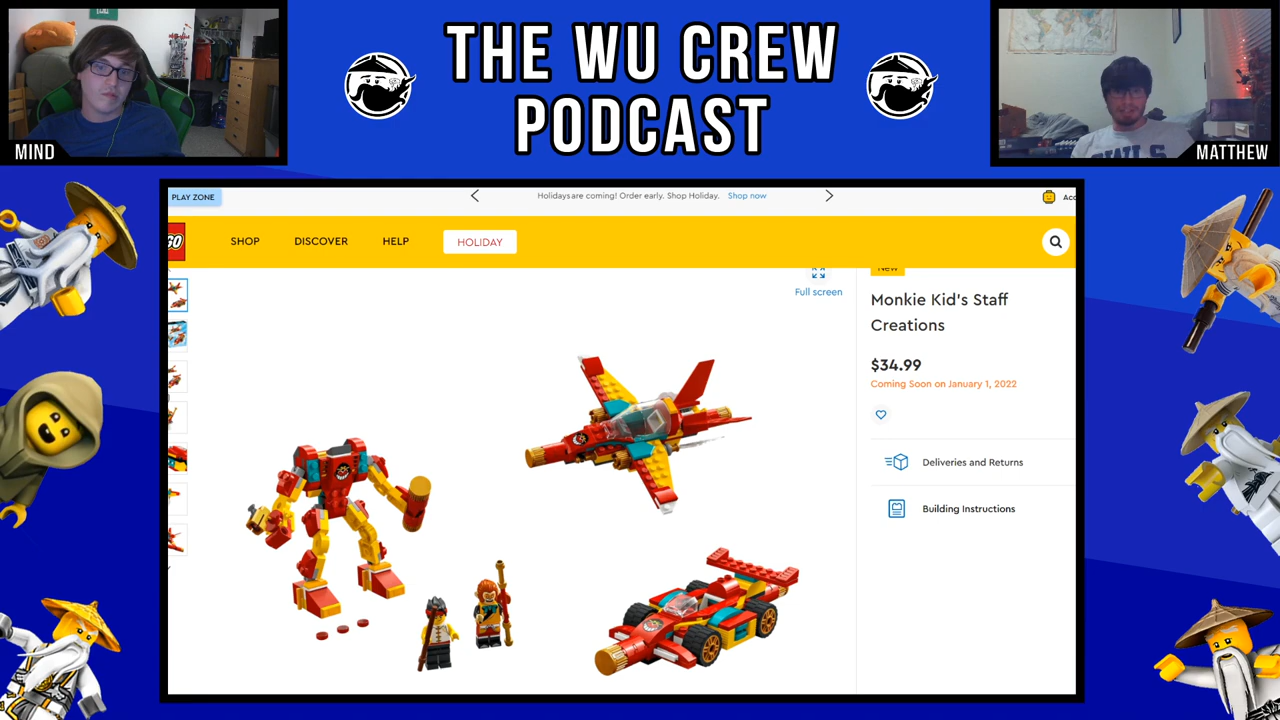 THE WU CREW
PODCAST
MIND
MATTHEW
PLAY ZONE
Holidays are coming! Order early. Shop Holiday. Shop now
SHOP
DISCOVER
HELP
HOLIDAY
Full screen
New
Monkie Kid's Staff
Creations
$34.99
Coming Soon on January 1, 2022
Deliveries and Returns
Building Instructions